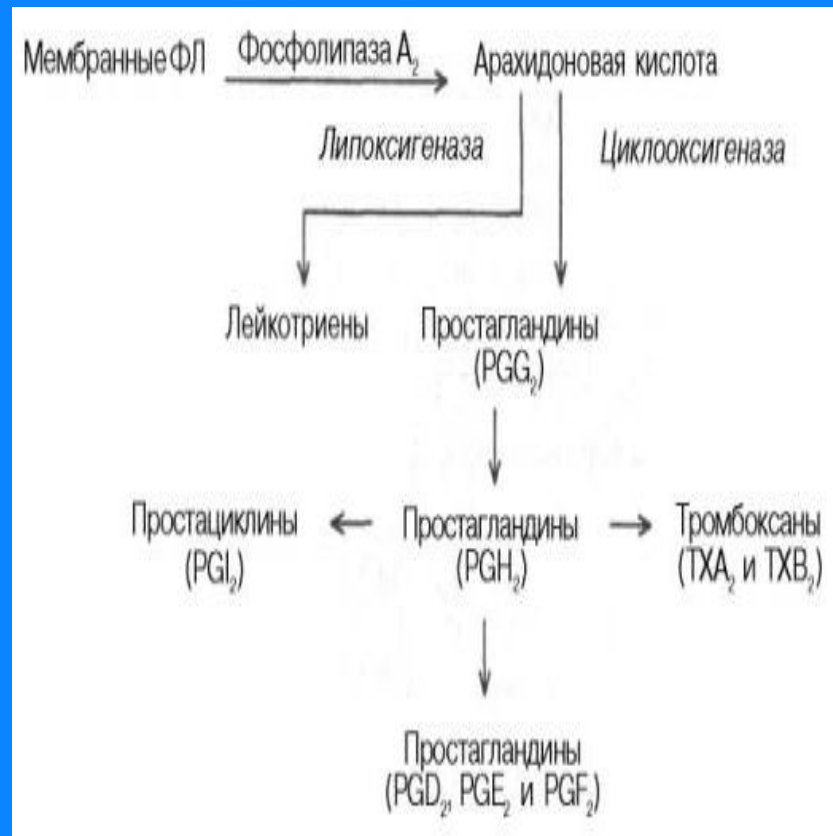 Мембранные ФЛ
Фосфолипаза A₂
Арахидоновая кислота
Липоксигеназа
Циклооксигеназа
Лейкотриены
Простагландины
(PGG₂)
Простациклины
(PGI₂)
Простагландины
(PGH₂)
Тромбоксаны
(TXA₂ и TXB₂)
Простагландины
(PGD₂, PGE₂ и PGF₂)